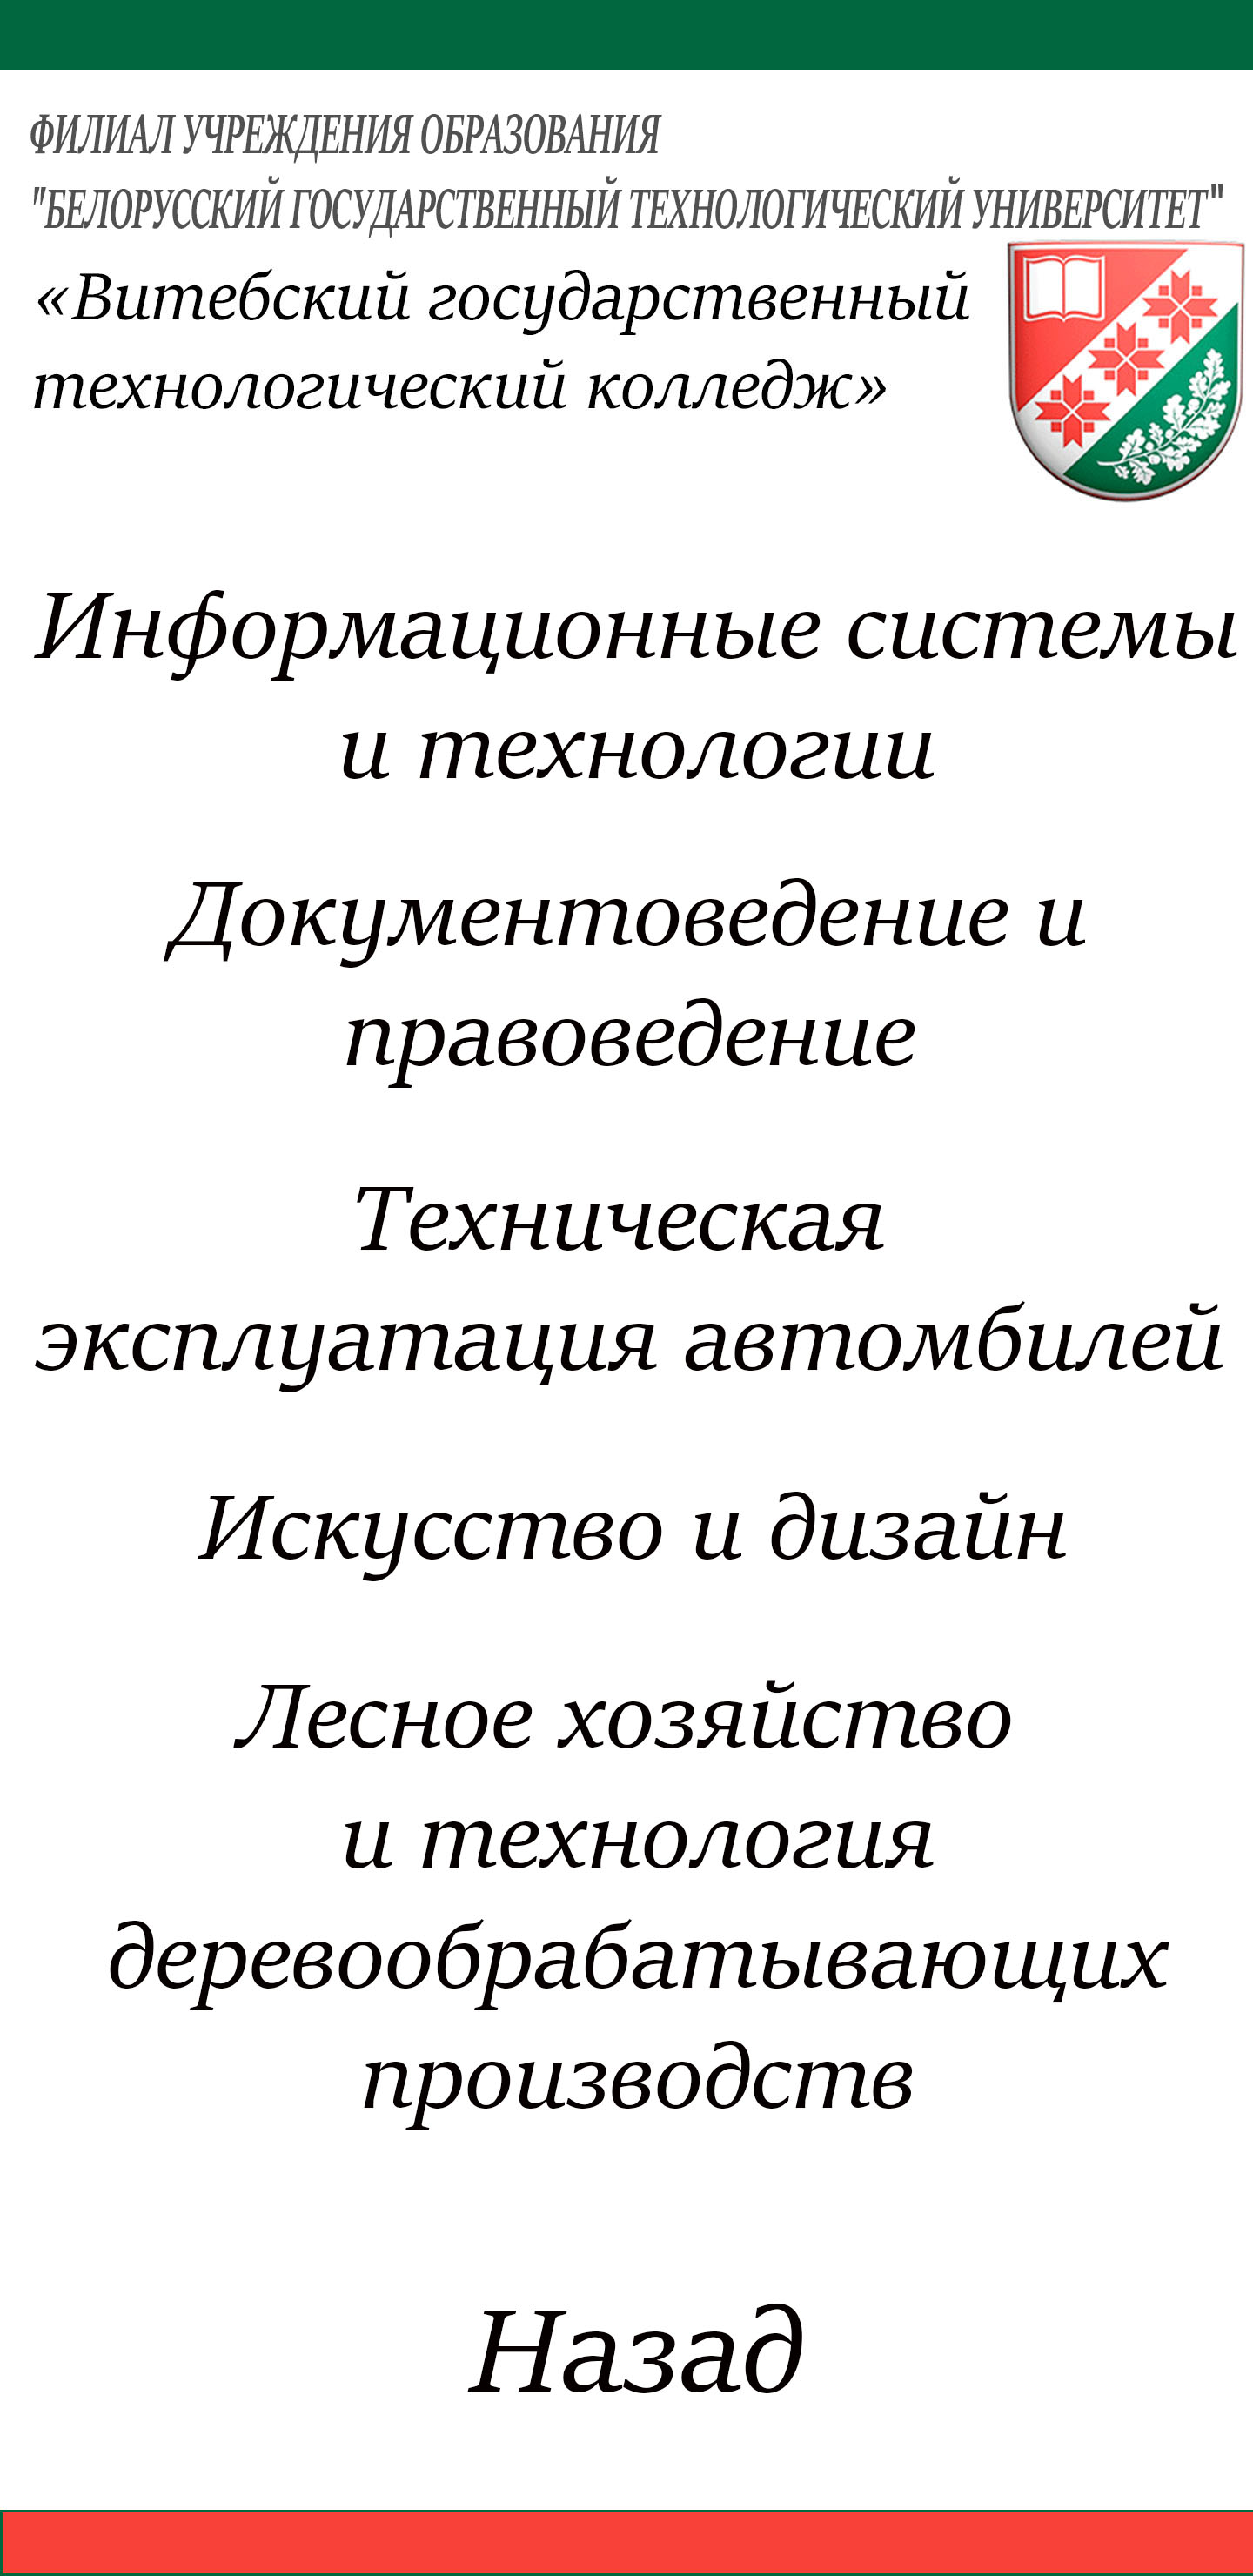 ФИЛИАЛ УЧРЕЖДЕНИЯ ОБРАЗОВАНИЯ
"БЕЛОРУССКИЙ ГОСУДАРСТВЕННЫЙ ТЕХНОЛОГИЧЕСКИЙ УНИВЕРСИТЕТ"
«Витебский государственный
технологический колледж»
Информационные системы
и технологии
Документоведение и
правоведение
Техническая
эксплуатация автомбилей
Искусство и дизайн
Лесное хозяйство
и технология
деревообрабатывающих
производств
Назад